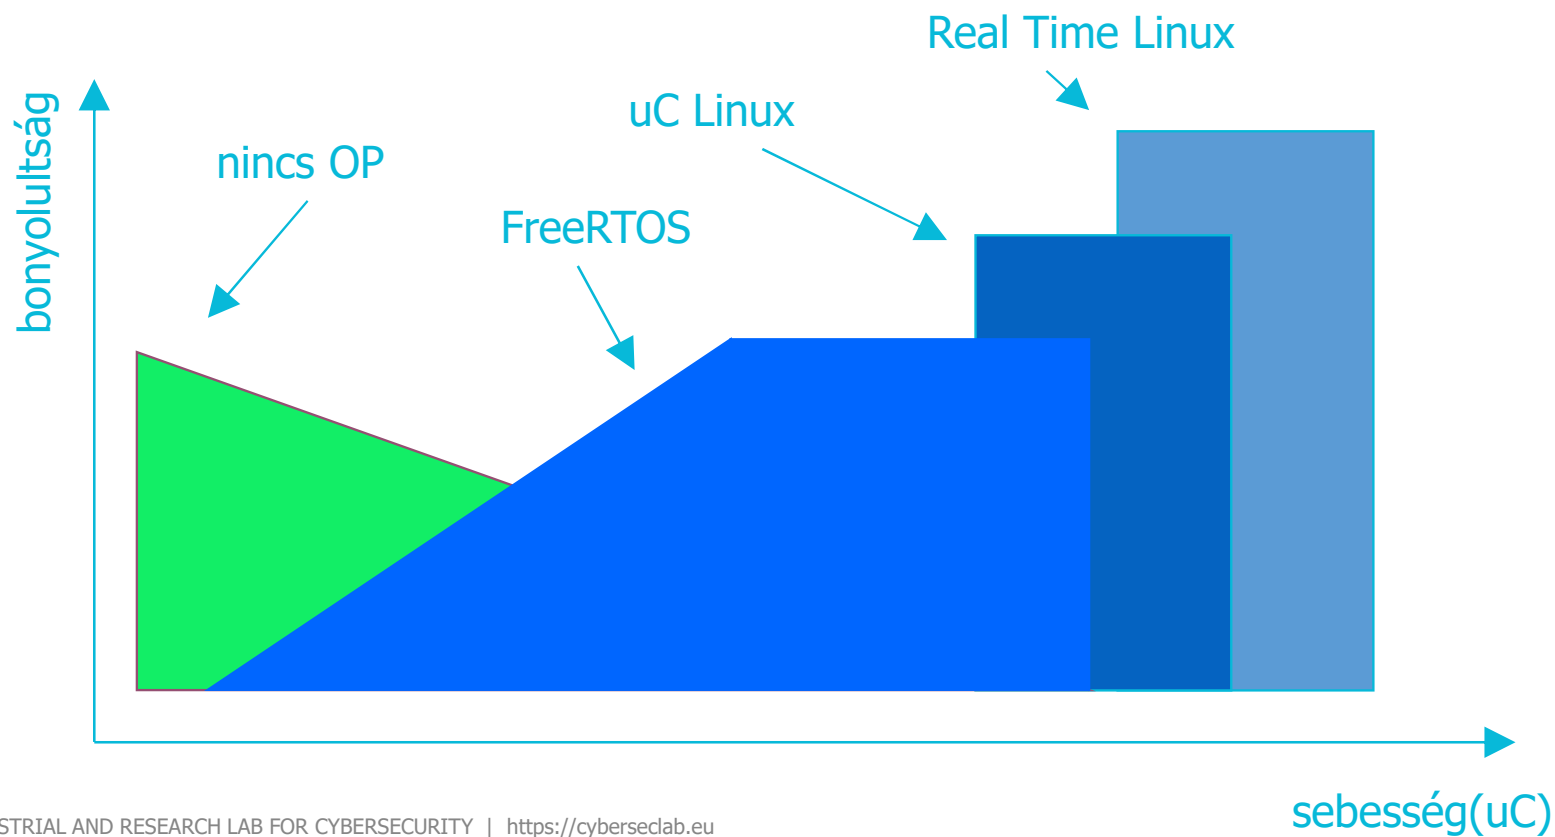 Real Time Linux
uC Linux
nincs OP
FreeRTOS
bonyolultság
sebesség(uC)
STRIAL AND RESEARCH LAB FOR CYBERSECURITY | https://cyberseclab.eu